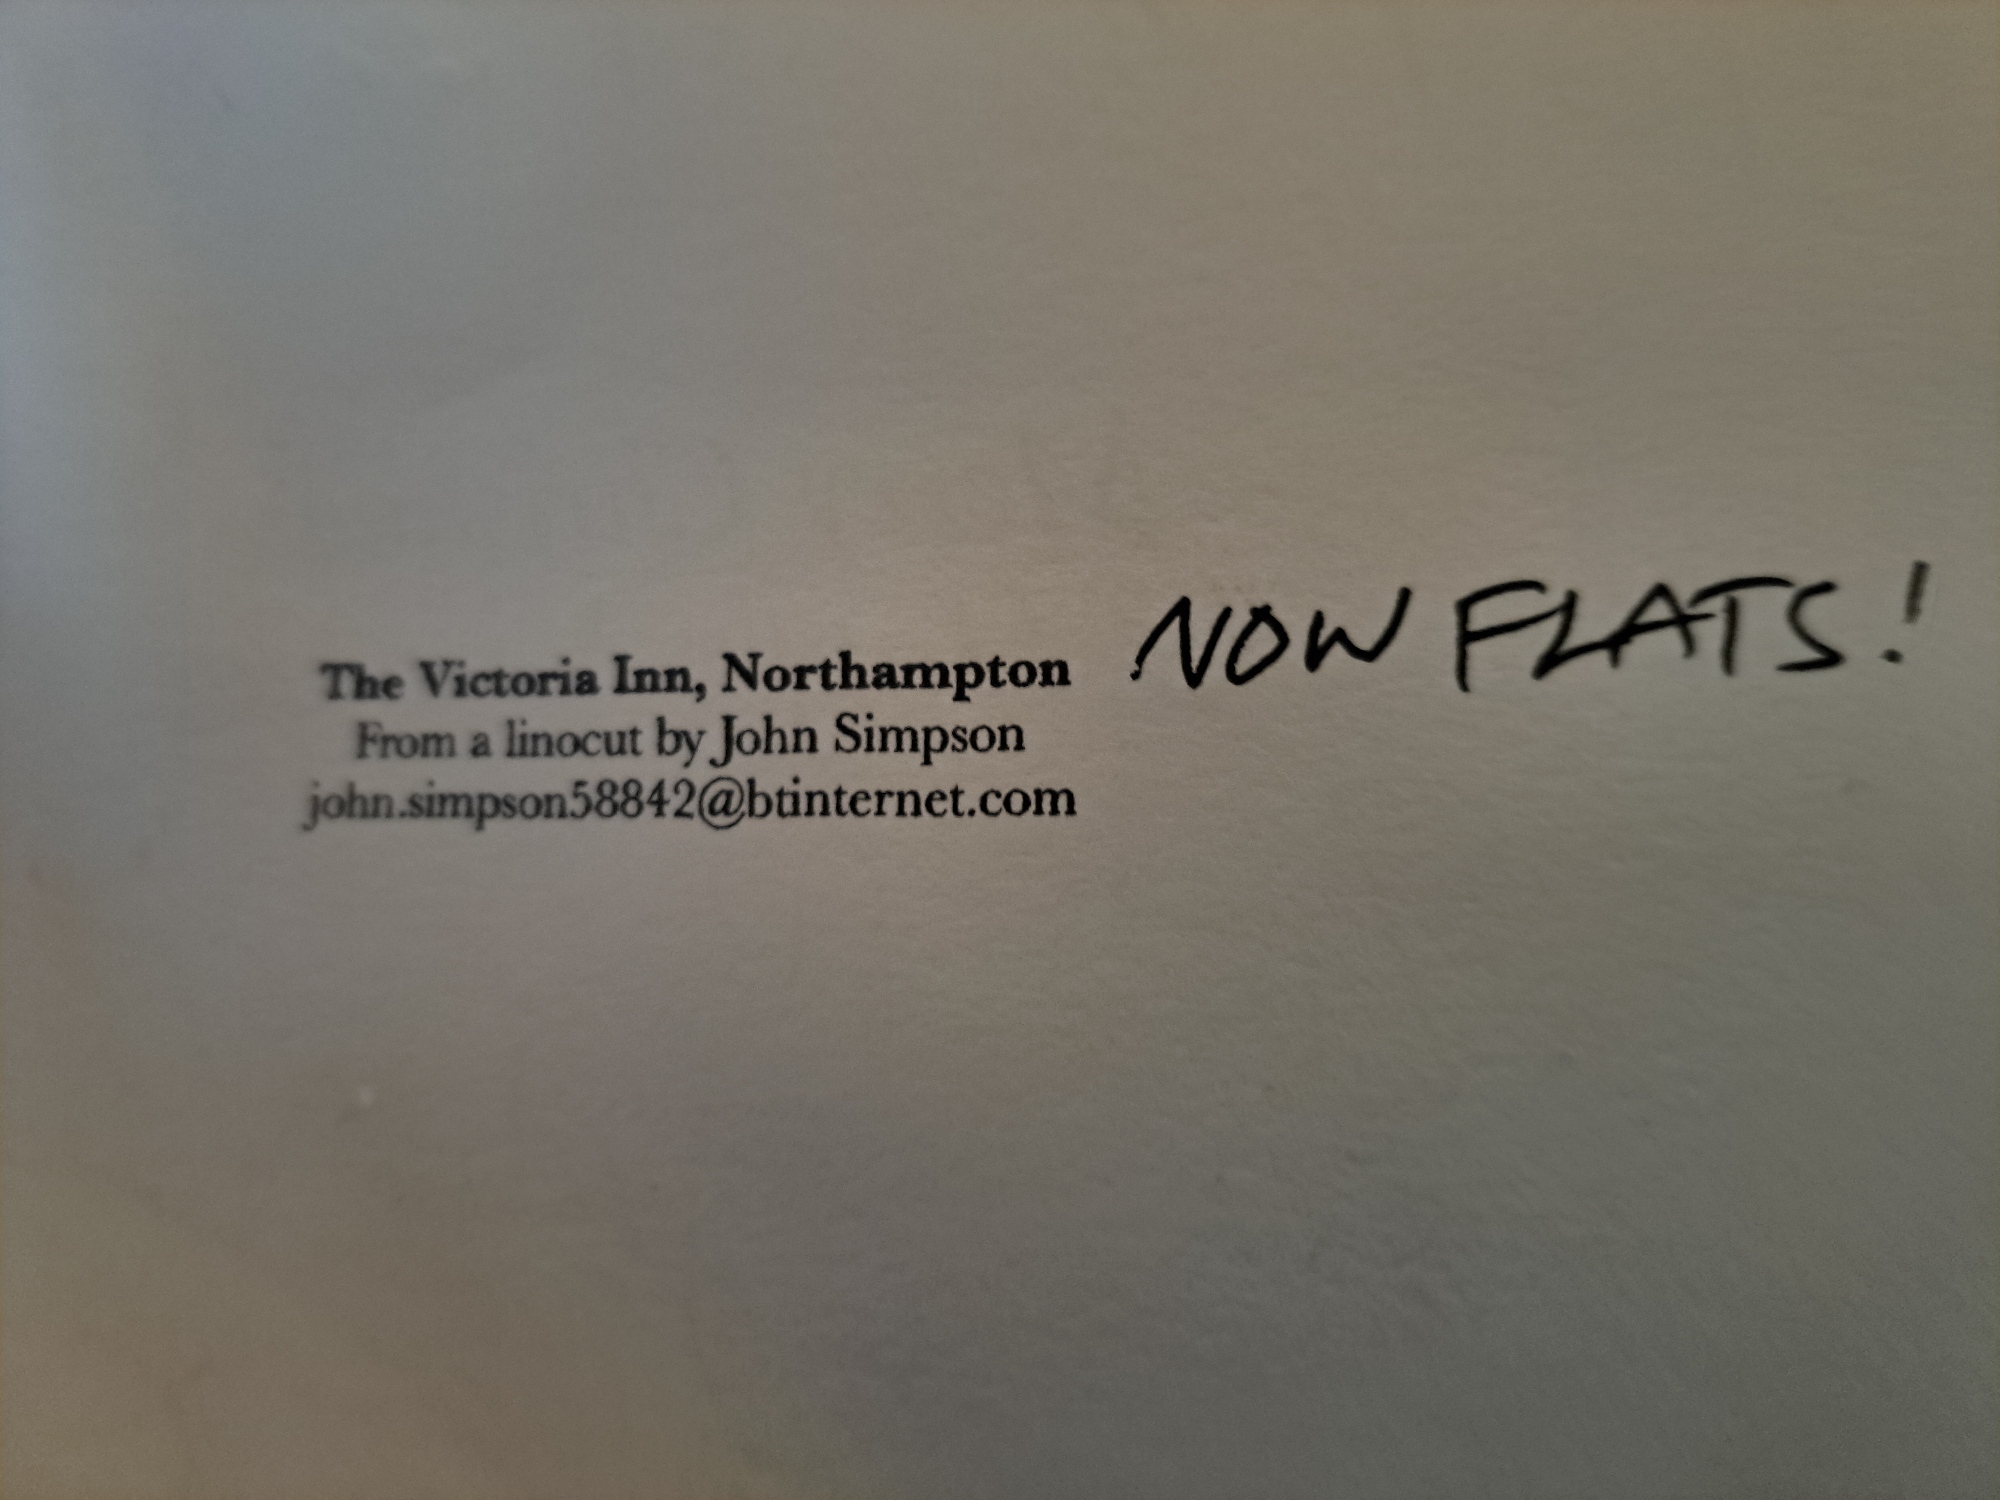 The Victoria Inn, Northampton NOW FLATS!
From a linocut by John Simpson
john.simpson58842@btinternet.com